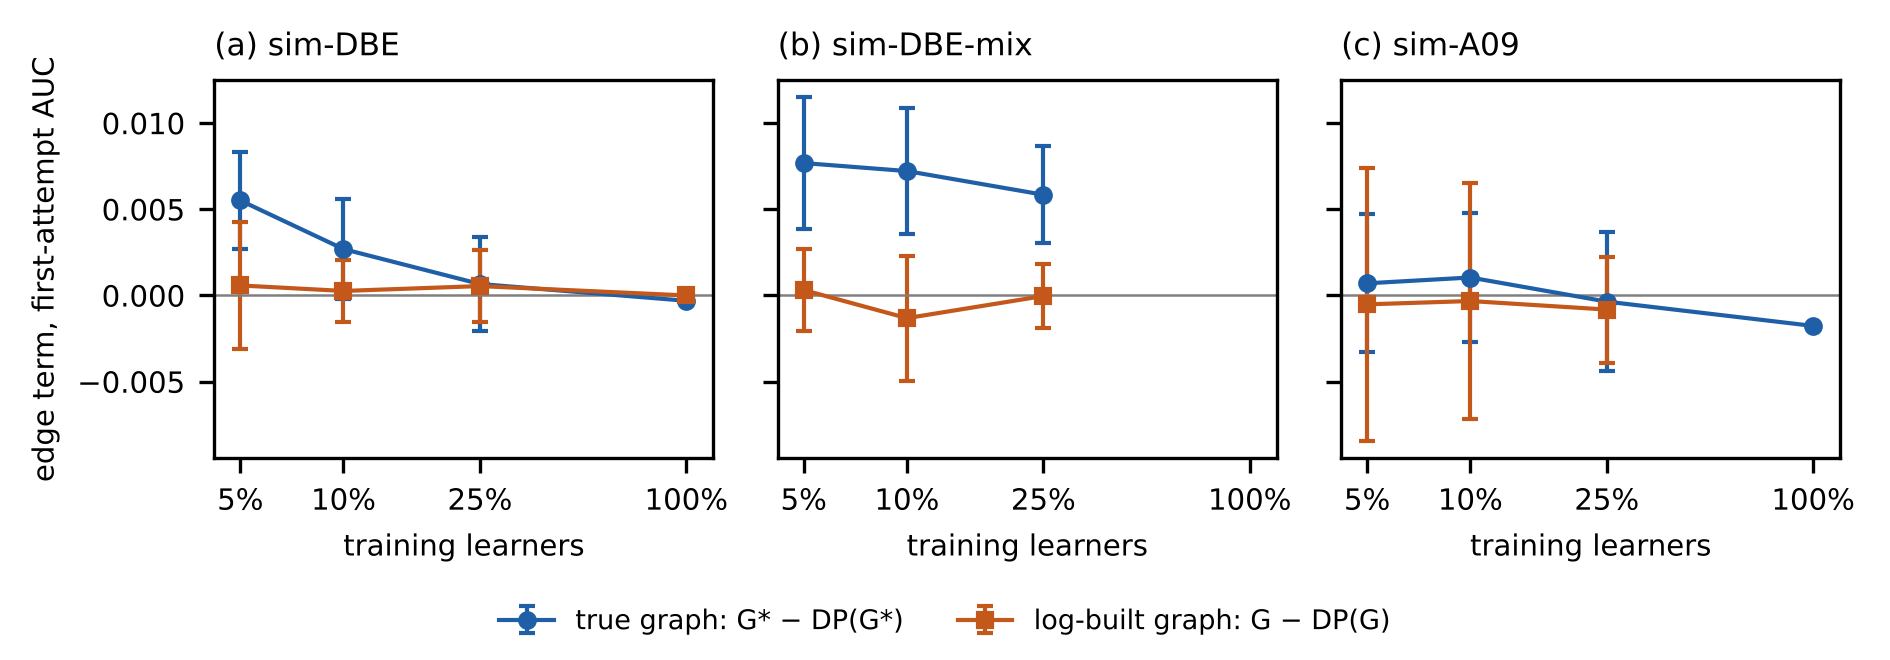 (a) sim-DBE
(b) sim-DBE-mix
(c) sim-A09
edge term, first-attempt AUC
0.010
0.005
0.000
−0.005
5% 10% 25% 100%
5% 10% 25% 100%
5% 10% 25% 100%
training learners
training learners
training learners
true graph: G* − DP(G*)
log-built graph: G − DP(G)